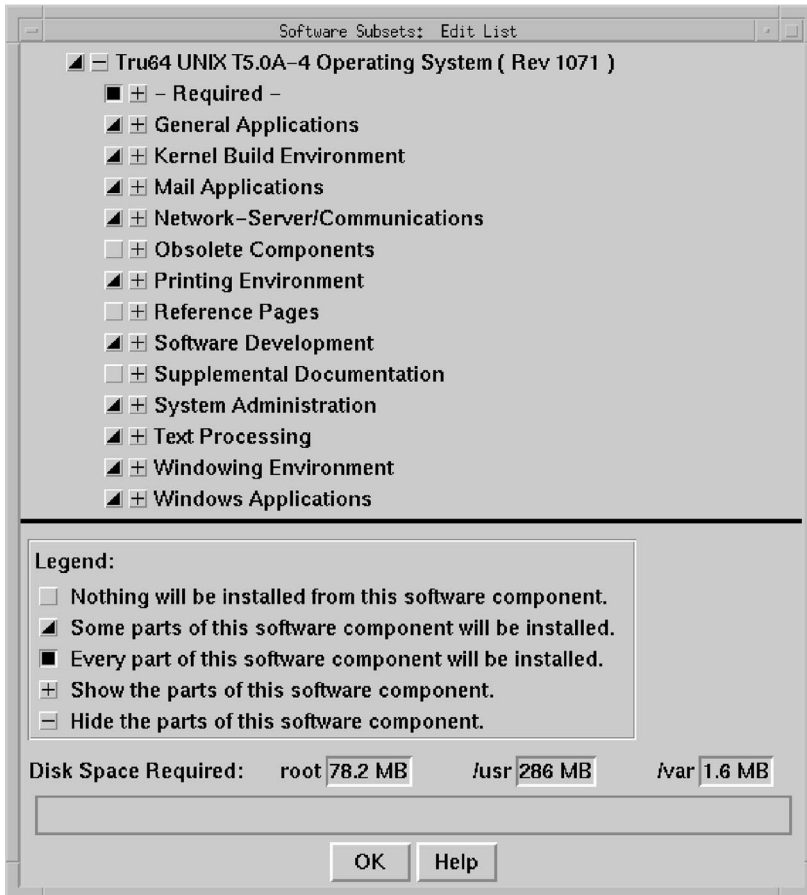 Software Subsets: Edit List
Tru64 UNIX T5.0A-4 Operating System ( Rev 1071 )
- Required -
General Applications
Kernel Build Environment
Mail Applications
Network-Server/Communications
Obsolete Components
Printing Environment
Reference Pages
Software Development
Supplemental Documentation
System Administration
Text Processing
Windowing Environment
Windows Applications
Legend:
Nothing will be installed from this software component.
Some parts of this software component will be installed.
Every part of this software component will be installed.
Show the parts of this software component.
Hide the parts of this software component.
Disk Space Required: root 78.2 MB /usr 286 MB /var 1.6 MB
OK Help